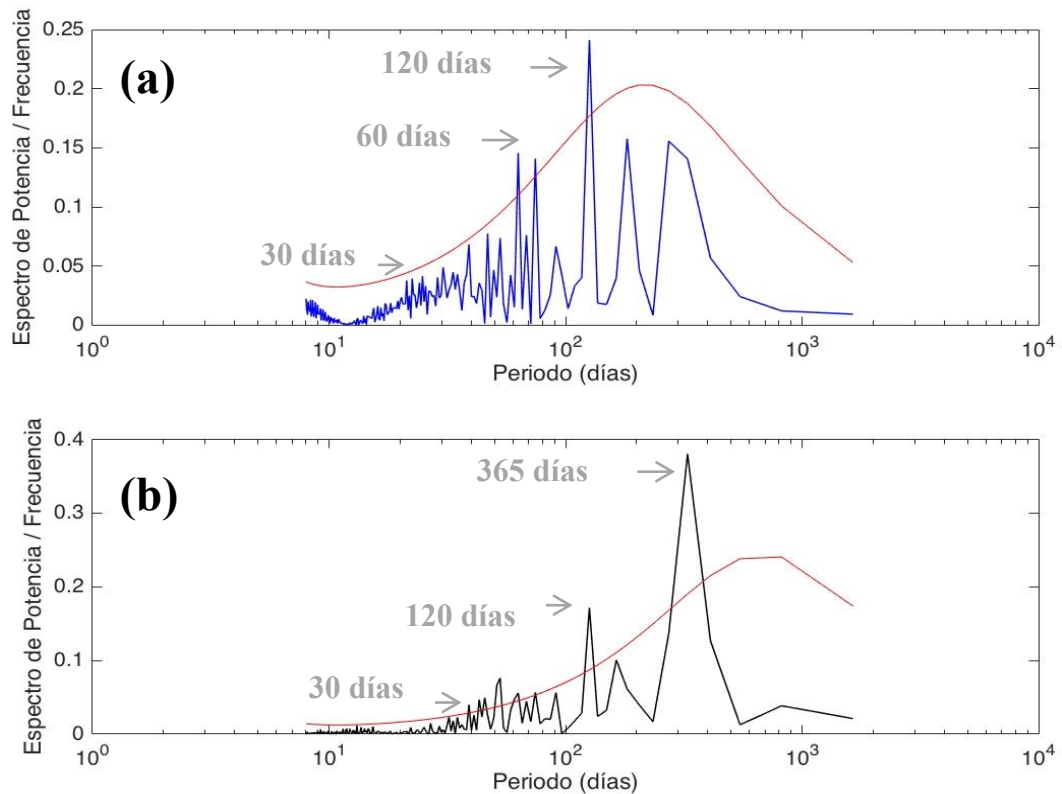 (a)
120 días
60 días
30 días
Espectro de Potencia / Frecuencia
0.25
0.2
0.15
0.1
0.05
0
10^0
10^1
10^2
10^3
10^4
Periodo (días)
(b)
365 días
120 días
30 días
Espectro de Potencia / Frecuencia
0.4
0.3
0.2
0.1
0
10^0
10^1
10^2
10^3
10^4
Periodo (días)